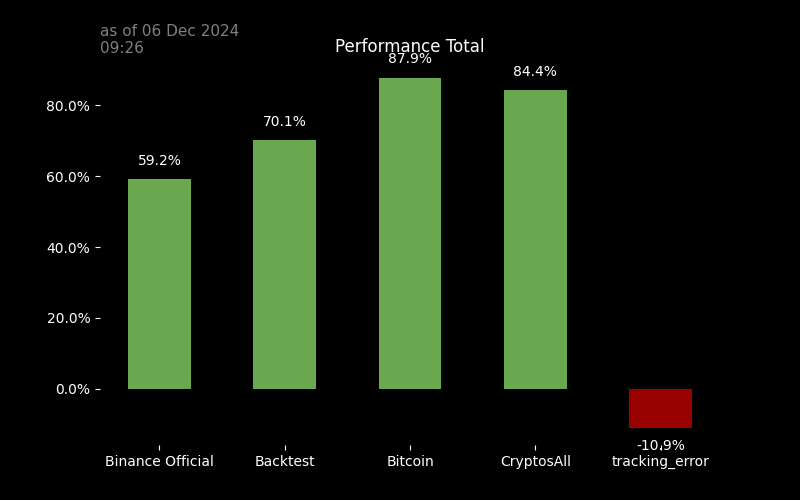 as of 06 Dec 2024
09:26
Performance Total
87.9%
84.4%
80.0%
70.1%
59.2%
60.0%
40.0%
20.0%
0.0%
-10.9%
Binance Official
Backtest
Bitcoin
CryptosAll
tracking_error